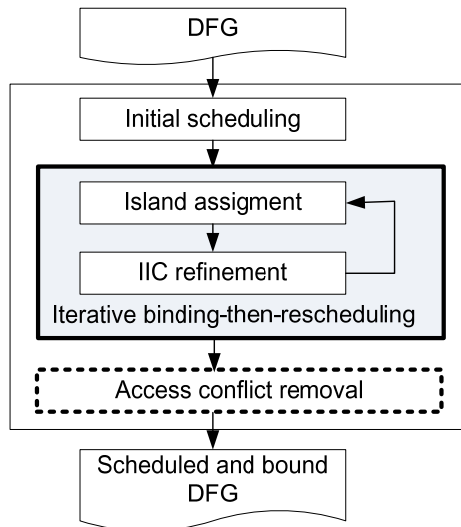 DFG
Initial scheduling
Island assigment
IIC refinement
Iterative binding-then-rescheduling
Access conflict removal
Scheduled and bound
DFG